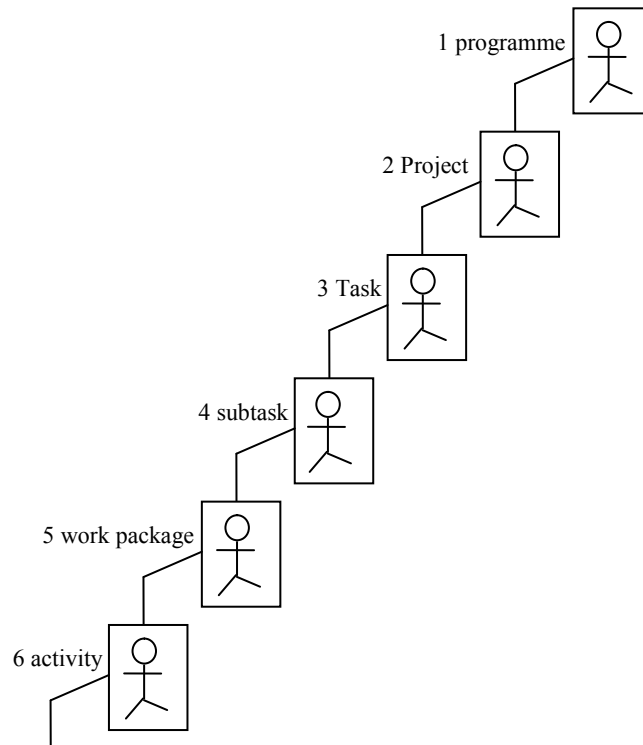 1 programme
2 Project
3 Task
4 subtask
5 work package
6 activity